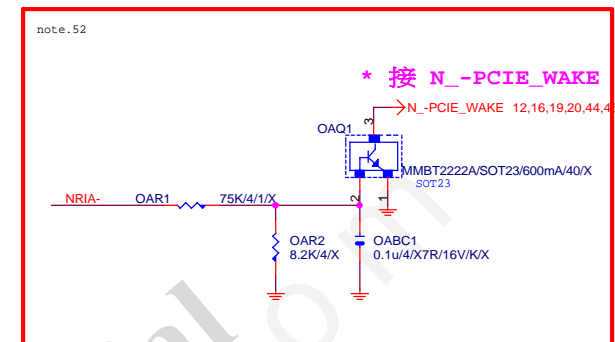 note.52
* 接 N_-PCIE_WAKE
N_-PCIE_WAKE 12,16,19,20,44,45
3
OAQ1
MMBT2222A/SOT23/600mA/40/X
SOT23
2
1
NRIA-
OAR1
75K/4/1/X
OAR2
8.2K/4/X
OABC1
0.1u/4/X7R/16V/K/X